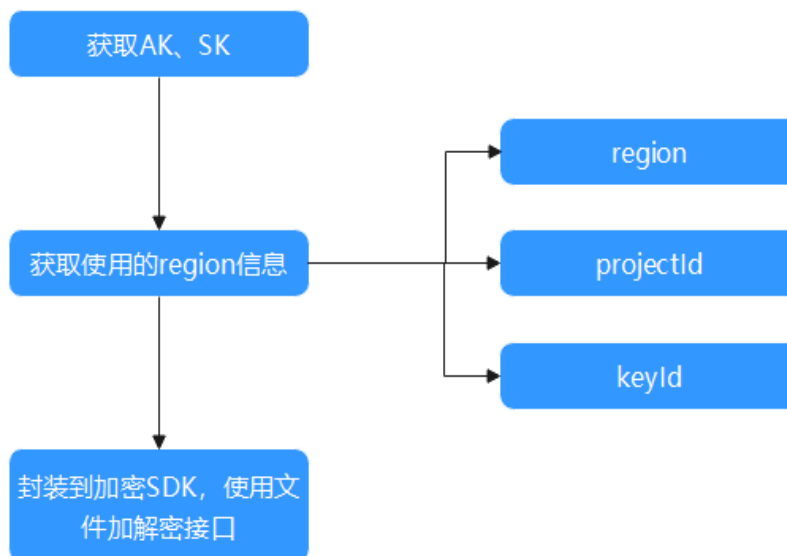 获取AK、SK
region
获取使用的region信息
projectId
keyId
封装到加密SDK，使用文
件加解密接口